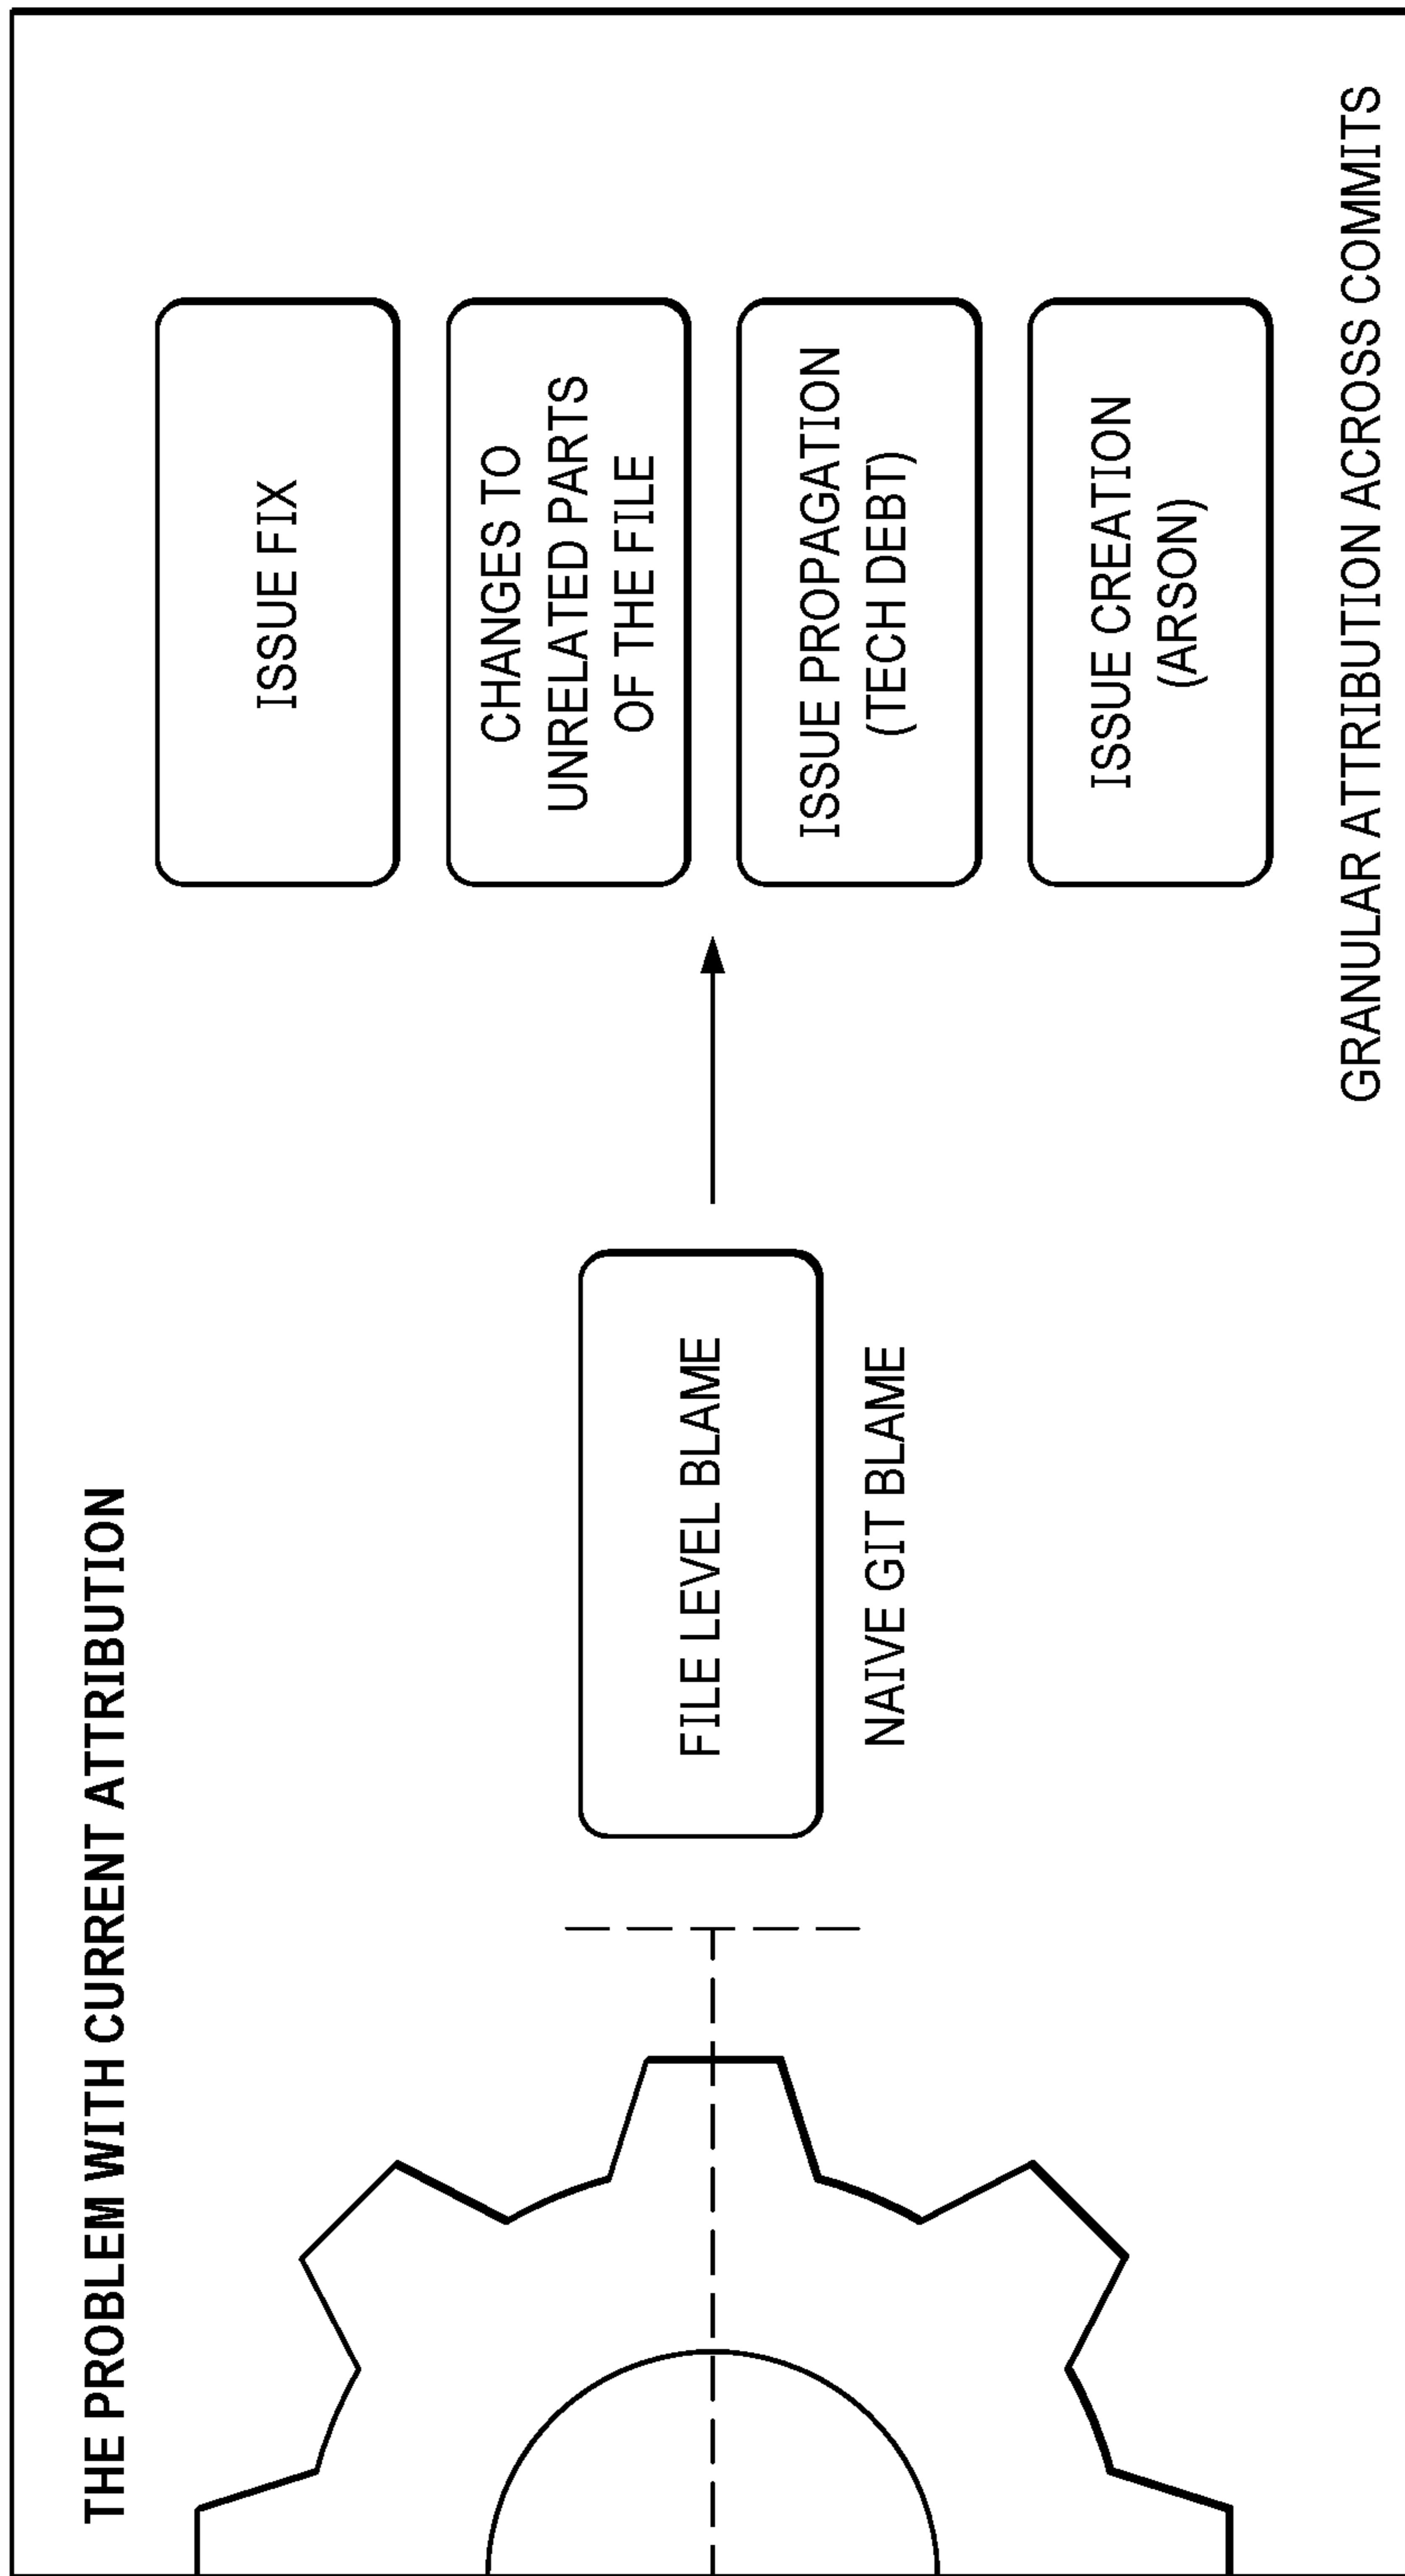 THE PROBLEM WITH CURRENT ATTRIBUTION
FILE LEVEL BLAME
NAIVE GIT BLAME
ISSUE FIX
CHANGES TO
UNRELATED PARTS
OF THE FILE
ISSUE PROPAGATION
(TECH DEBT)
ISSUE CREATION
(ARSON)
GRANULAR ATTRIBUTION ACROSS COMMITS